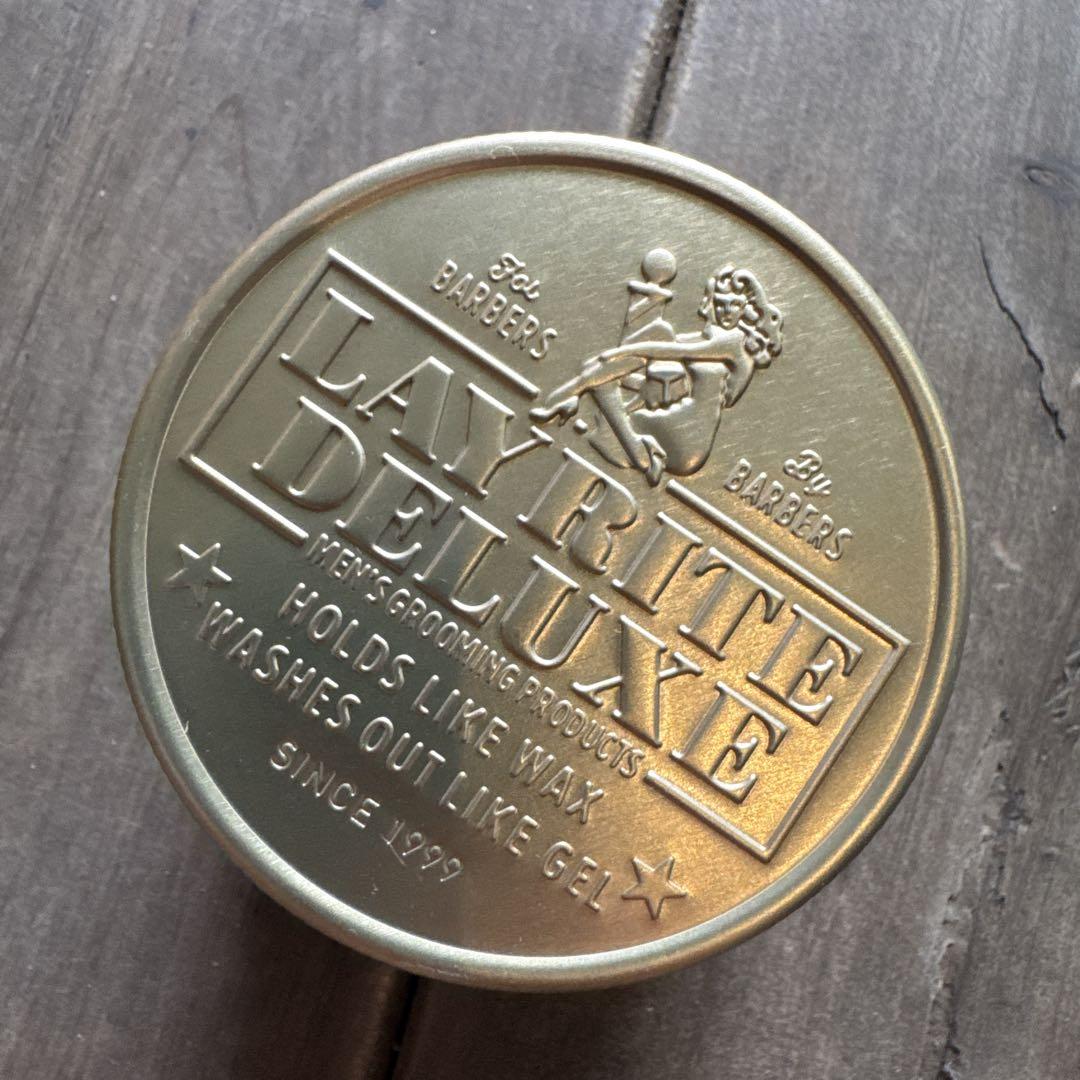 For
BARBERS
By
BARBERS
LAYRITE
DELUXE
MEN'S GROOMING PRODUCTS
HOLDS LIKE WAX
WASHES OUT LIKE GEL
SINCE 1999